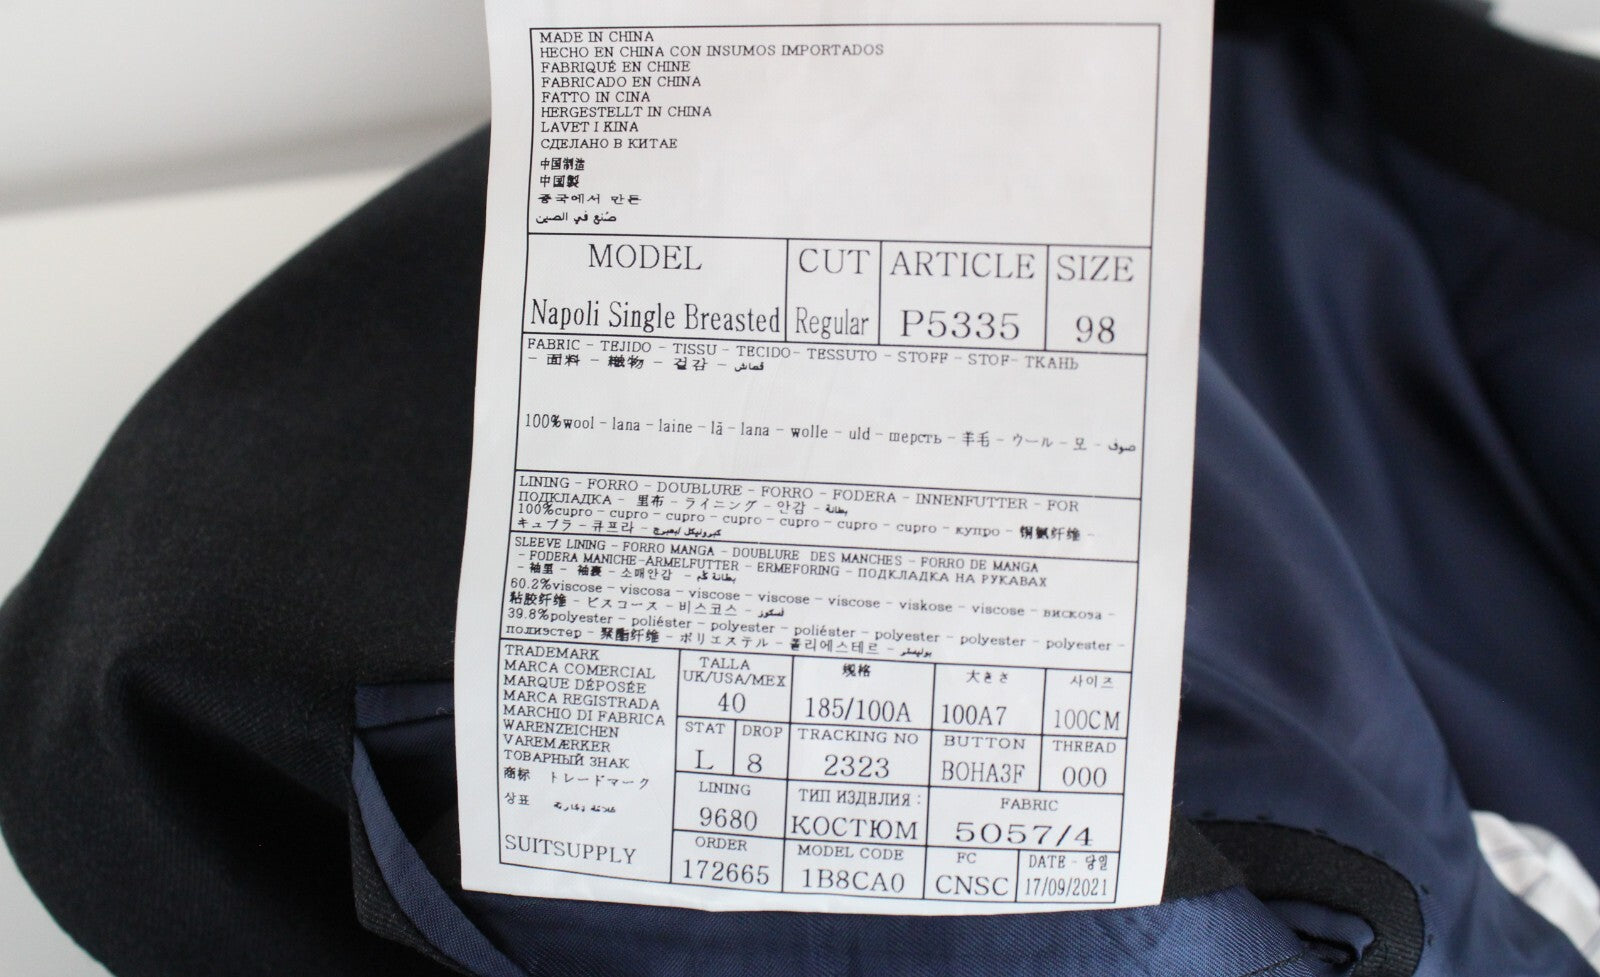 MADE IN CHINA
HECHO EN CHINA CON INSUMOS IMPORTADOS
FABRIQUÉ EN CHINE
FABRICADO EN CHINA
FATTO IN CINA
HERGESTELLT IN CHINA
LAVET I KINA
СДЕЛАНО В КИТАЕ
中国制造
中国製
중국에서 만든
صنع في الصين
MODEL CUT ARTICLE SIZE
Napoli Single Breasted Regular P5335 98
FABRIC - TEJIDO - TISSU - TECIDO- TESSUTO - STOFF - STOF- ТКАНЬ
- 面料 - 織物 - 겉감 - قماش
100%wool - lana - laine - lã - lana - wolle - uld - шерсть - 羊毛 - ウール - 모 - صوف
LINING - FORRO - DOUBLURE - FORRO - FODERA - INNENFUTTER - FOR
ПОДКЛАДКА - 里布 - ライニング - 안감 - بطانة
100%cupro - cupro - cupro - cupro - cupro - cupro - cupro - купро - 铜氨纤维 -
キュプラ - 큐프라 -
SLEEVE LINING - FORRO MANGA - DOUBLURE DES MANCHES - FORRO DE MANGA
- FODERA MANICHE-ARMELFUTTER - ERMEFORING - ПОДКЛАДКА НА РУКАВАХ
- 袖里 - 袖裏 - 소매안감 - بطانة كم
60.2%viscose - viscosa - viscose - viscose - viscose - viskose - viscose - вискоза -
粘胶纤维 - ビスコース - 비스코스 - فسكوز
39.8%polyester - poliéster - polyester - poliéster - polyester - polyester - polyester -
полиэстер - 聚酯纤维 - ポリエステル - 폴리에스테르 - بوليستر
TRADEMARK
MARCA COMERCIAL
MARQUE DÉPOSÉE
MARCA REGISTRADA
MARCHIO DI FABRICA
WARENZEICHEN
VAREMÆRKER
ТОВАРНЫЙ ЗНАК
商标 トレードマーク
상표 علامة تجارية
SUITSUPPLY
TALLA 规格 大きさ 사이즈
UK/USA/MEX
40 185/100A 100A7 100CM
STAT DROP TRACKING NO BUTTON THREAD
L 8 2323 BOHA3F 000
LINING ТИП ИЗДЕЛИЯ : FABRIC
9680 КОСТЮМ 5057/4
ORDER MODEL CODE FC DATE - 당일
172665 1B8CA0 CNSC 17/09/2021